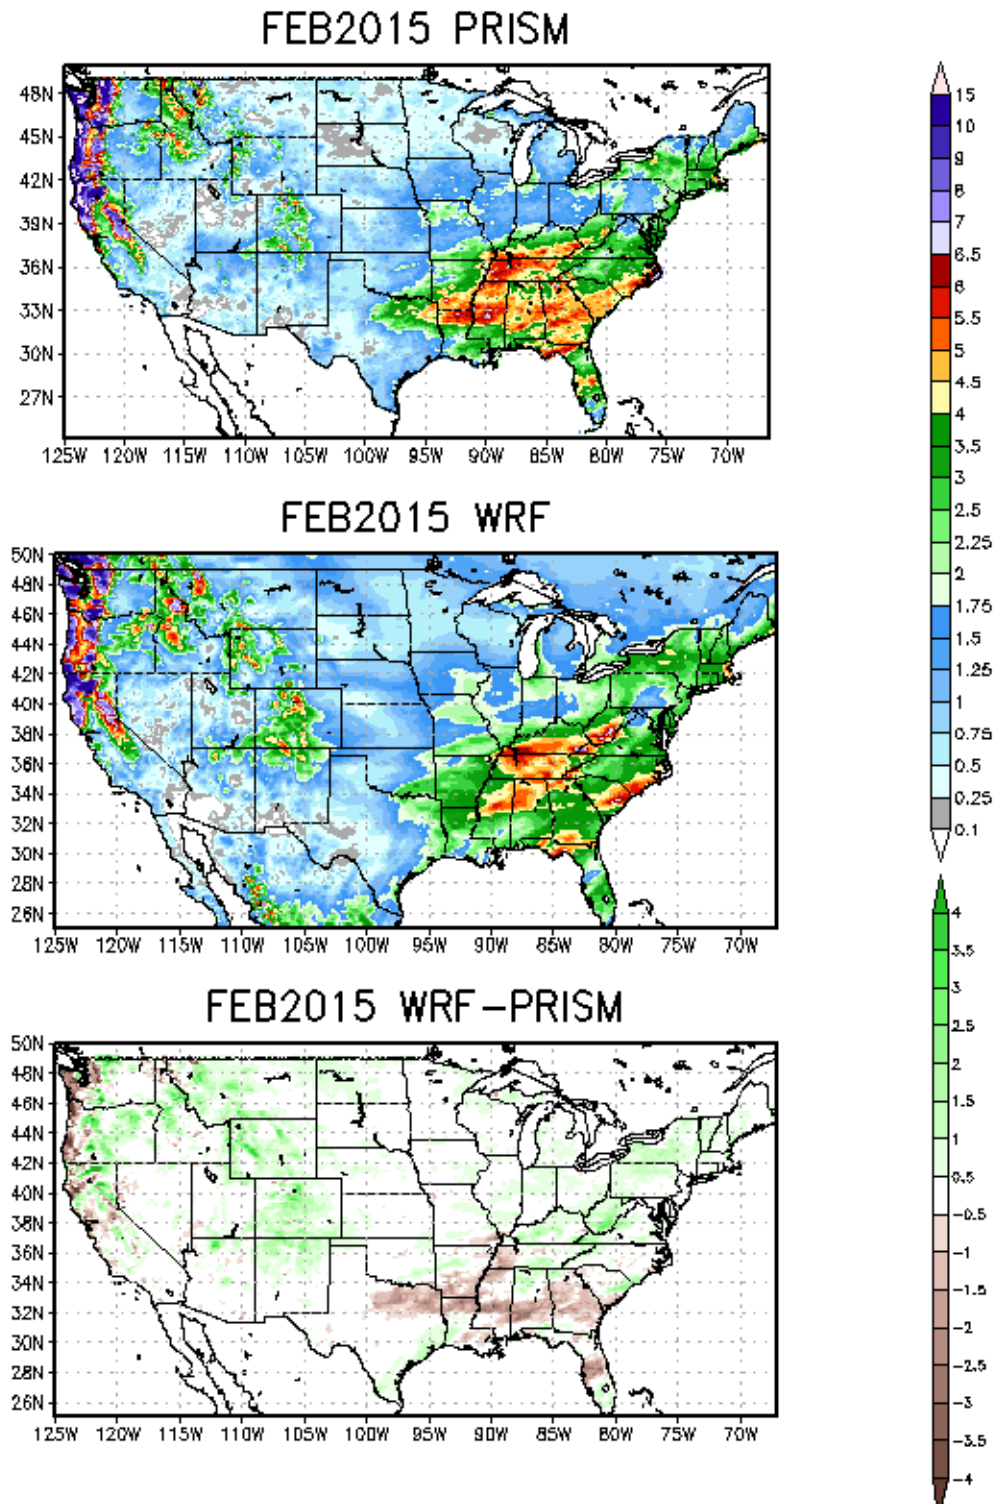 FEB2015 PRISM
48N
45N
42N
39N
36N
33N
30N
27N
125W 120W 115W 110W 105W 100W 95W 90W 85W 80W 75W 70W
FEB2015 WRF
50N
48N
46N
44N
42N
40N
38N
36N
34N
32N
30N
28N
26N
125W 120W 115W 110W 105W 100W 95W 90W 85W 80W 75W 70W
FEB2015 WRF-PRISM
50N
48N
46N
44N
42N
40N
38N
36N
34N
32N
30N
28N
26N
125W 120W 115W 110W 105W 100W 95W 90W 85W 80W 75W 70W
15
10
9
8
7
6.5
6
5.5
5
4.5
4
3.5
3
2.5
2.25
2
1.75
1.5
1.25
1
0.75
0.5
0.25
0.1
4
3.5
3
2.5
2
1.5
1
0.5
-0.5
-1
-1.5
-2
-2.5
-3
-3.5
-4